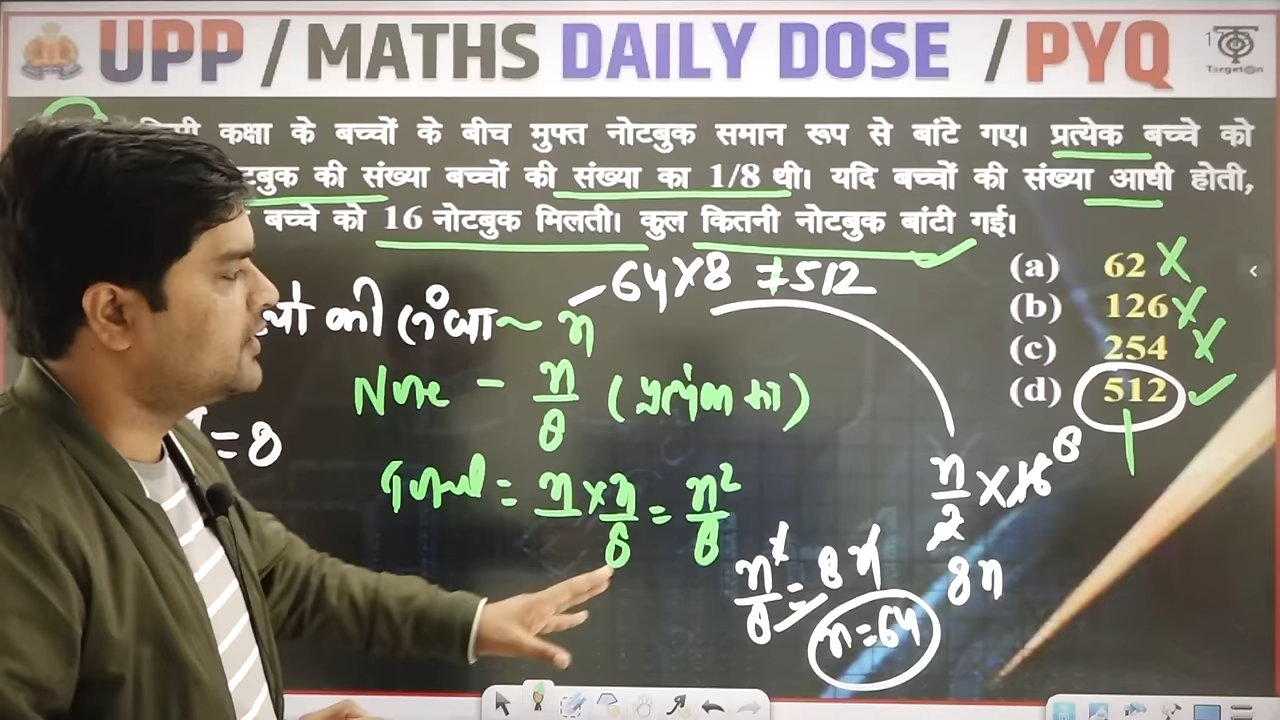 UPP / MATHS DAILY DOSE / PYQ
Target@n
कक्षा के बच्चों के बीच मुफ्त नोटबुक समान रूप से बांटे गए। प्रत्येक बच्चे को
की संख्या बच्चों की संख्या का 1/8 थी। यदि बच्चों की संख्या आधी होती,
बच्चे को 16 नोटबुक मिलती। कुल कितनी नोटबुक बांटी गई।
(a) 62 ×
(b) 126 ×
(c) 254 ×
(d) 512 ✓
64×8 = 512
की ~ n
n/8
= 8
= n × n/8 = n²/8
n/2 × 16 8
8n
n²/8 = 8n
n = 64